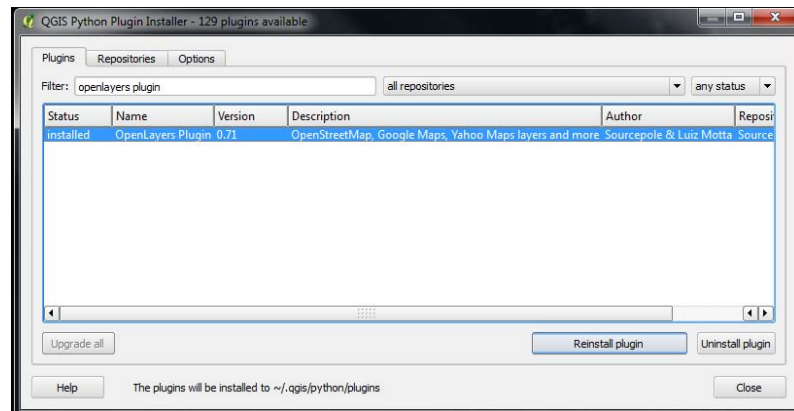 QGIS Python Plugin Installer - 129 plugins available
Plugins Repositories Options
Filter: openlayers plugin all repositories any status
Status Name Version Description Author Reposi
installed OpenLayers Plugin 0.71 OpenStreetMap, Google Maps, Yahoo Maps layers and more Sourcepole & Luiz Motta Source
Upgrade all Reinstall plugin Uninstall plugin
Help The plugins will be installed to ~/.qgis/python/plugins Close